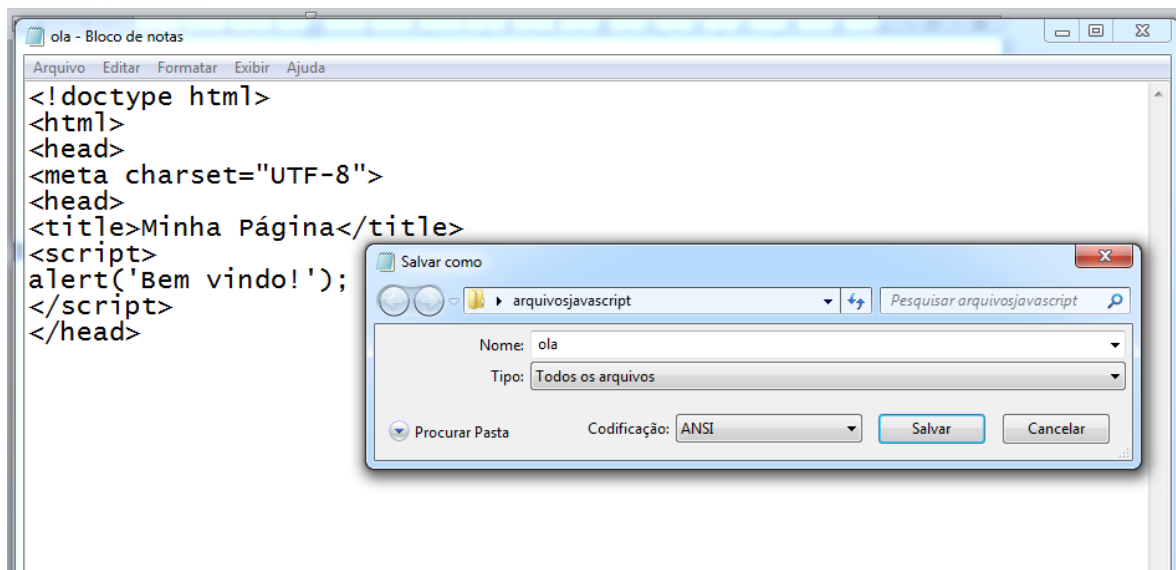 ola - Bloco de notas
Arquivo Editar Formatar Exibir Ajuda
<!doctype html>
<html>
<head>
<meta charset="UTF-8">
<head>
<title>Minha Página</title>
<script>
alert('Bem vindo!');
</script>
</head>
Salvar como
arquivosjavascript
Pesquisar arquivosjavascript
Nome: ola
Tipo: Todos os arquivos
Procurar Pasta Codificação: ANSI Salvar Cancelar